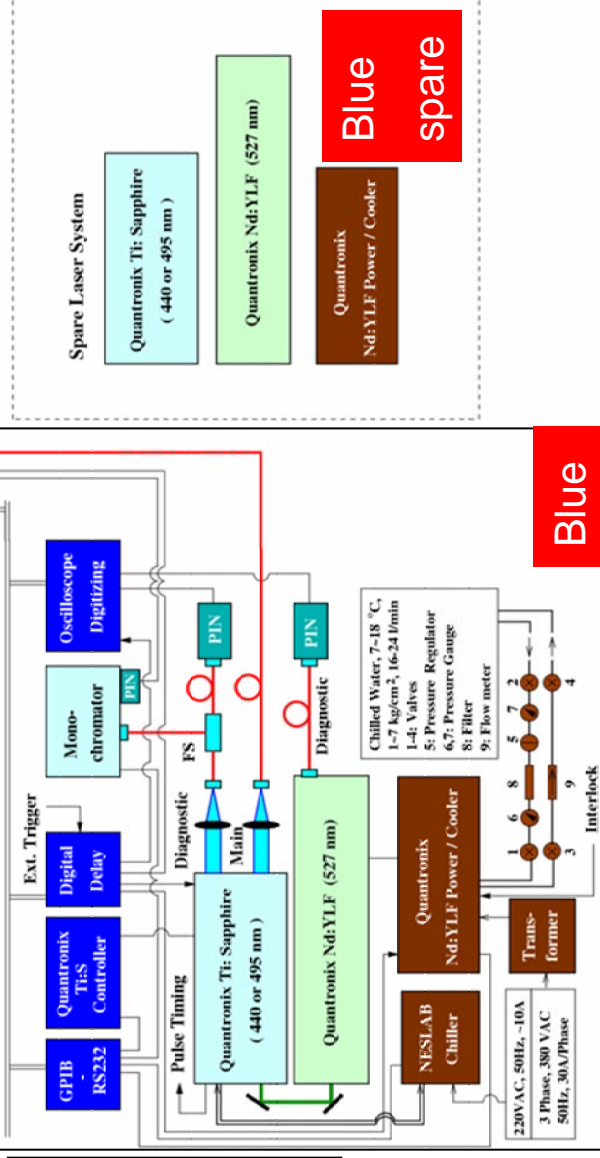 Spare Laser System
Quantronix Ti: Sapphire
( 440 or 495 nm )
Quantronix Nd:YLF (527 nm)
Quantronix
Nd:YLF Power / Cooler
Blue
spare
GPIB
-
RS232
Quantronix
Ti:S
Controller
Ext. Trigger
Digital
Delay
Mono-
chromator
PIN
Oscilloscope
Digitizing
Pulse Timing
Quantronix Ti: Sapphire
( 440 or 495 nm )
Diagnostic
Main
FS
PIN
Quantronix Nd:YLF (527 nm)
Diagnostic
PIN
NESLAB
Chiller
Quantronix
Nd:YLF Power / Cooler
Chilled Water, 7~18 °C,
1~7 kg/cm², 16-24 l/min
1-4: Valves
5: Pressure Regulator
6,7: Pressure Gauge
8: Filter
9: Flow meter
1 6 8 5 7 2
3 9 4
220VAC, 50Hz, ~10A
3 Phase, 380 VAC
50Hz, 30A/Phase
Trans-
former
Interlock
Blue